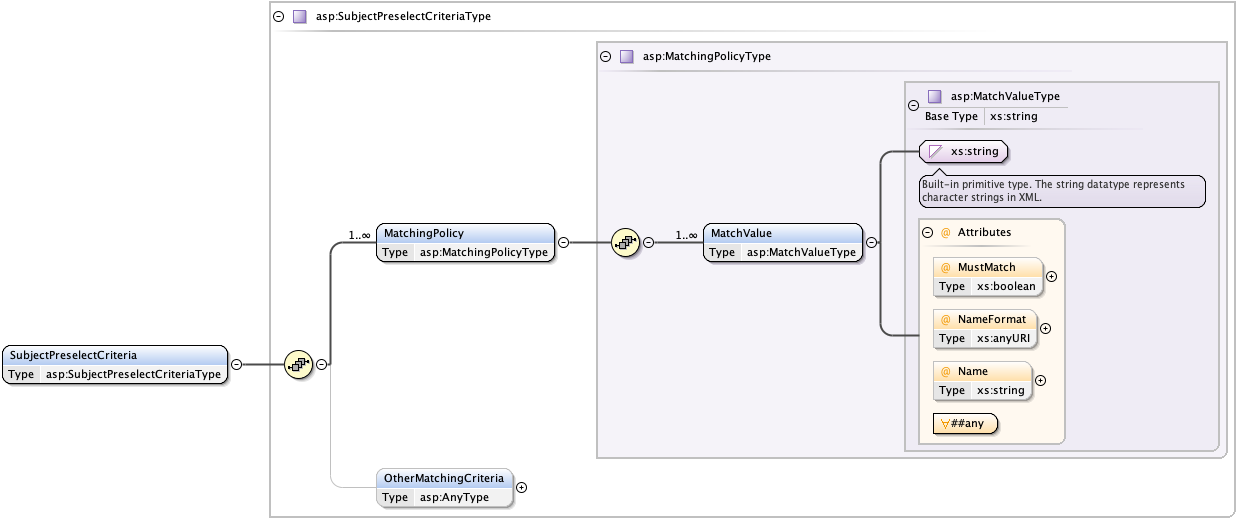 asp:SubjectPreselectCriteriaType
asp:MatchingPolicyType
asp:MatchValueType
Base Type xs:string
xs:string
Built-in primitive type. The string datatype represents
character strings in XML.
1..∞
MatchingPolicy
Type asp:MatchingPolicyType
1..∞
MatchValue
Type asp:MatchValueType
@ Attributes
@ MustMatch
Type xs:boolean
@ NameFormat
Type xs:anyURI
@ Name
Type xs:string
∀##any
SubjectPreselectCriteria
Type asp:SubjectPreselectCriteriaType
OtherMatchingCriteria
Type asp:AnyType